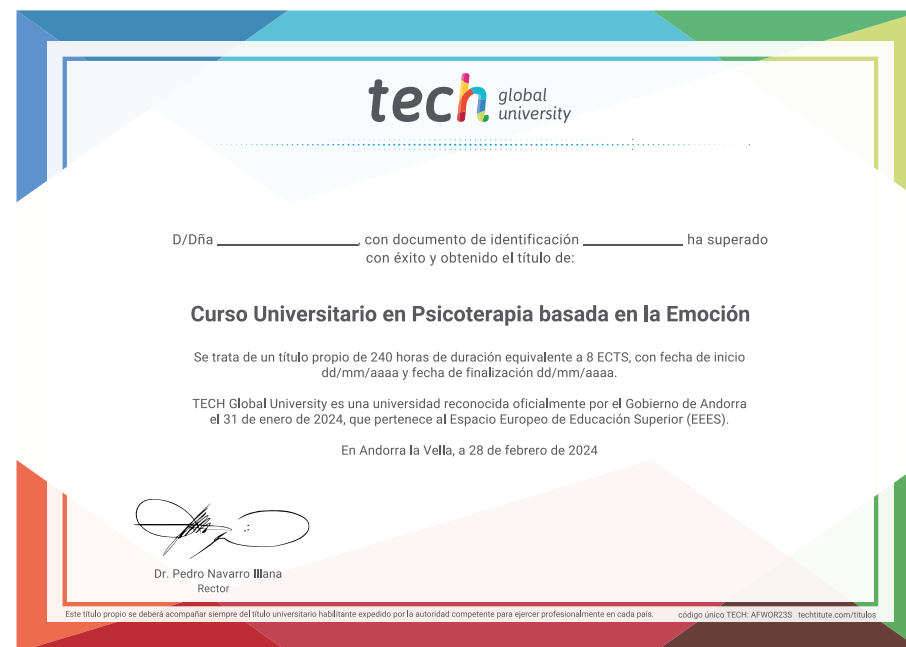 tech global university
D/Dña ____________________, con documento de identificación ______________ ha superado
con éxito y obtenido el título de:
Curso Universitario en Psicoterapia basada en la Emoción
Se trata de un título propio de 240 horas de duración equivalente a 8 ECTS, con fecha de inicio
dd/mm/aaaa y fecha de finalización dd/mm/aaaa.
TECH Global University es una universidad reconocida oficialmente por el Gobierno de Andorra
el 31 de enero de 2024, que pertenece al Espacio Europeo de Educación Superior (EEES).
En Andorra la Vella, a 28 de febrero de 2024
Dr. Pedro Navarro Illana
Rector
Este título propio se deberá acompañar siempre del título universitario habilitante expedido por la autoridad competente para ejercer profesionalmente en cada país. código único TECH: AFWOR23S techtitute.com/titulos